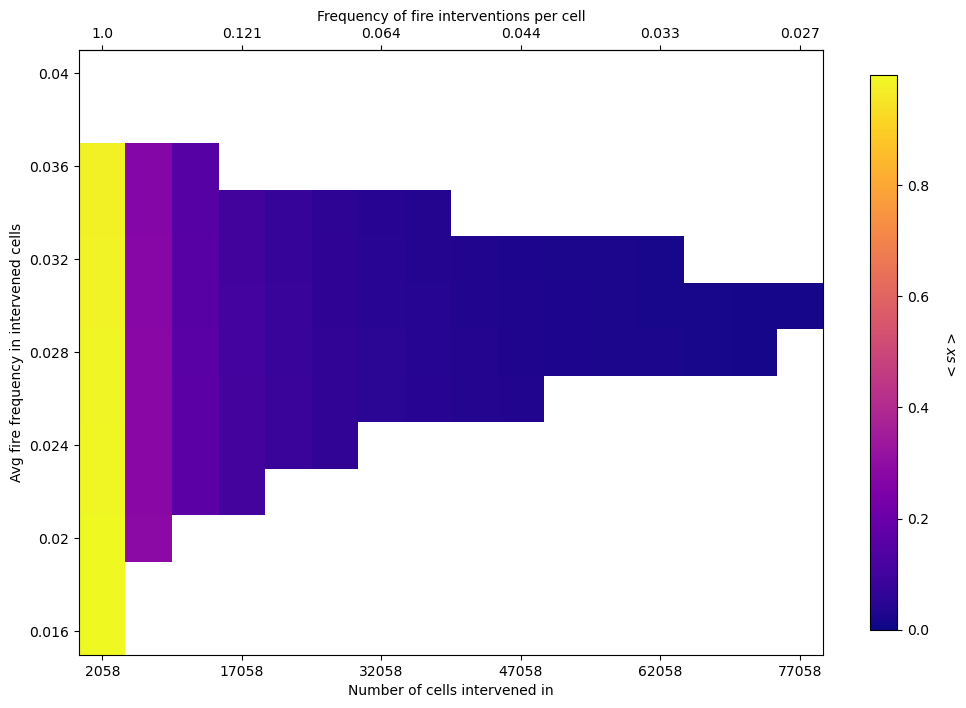 Frequency of fire interventions per cell
1.0 0.121 0.064 0.044 0.033 0.027
Avg fire frequency in intervened cells
0.04
0.036
0.032
0.028
0.024
0.02
0.016
2058 17058 32058 47058 62058 77058
Number of cells intervened in
0.8
0.6
0.4
0.2
0.0
< sx >